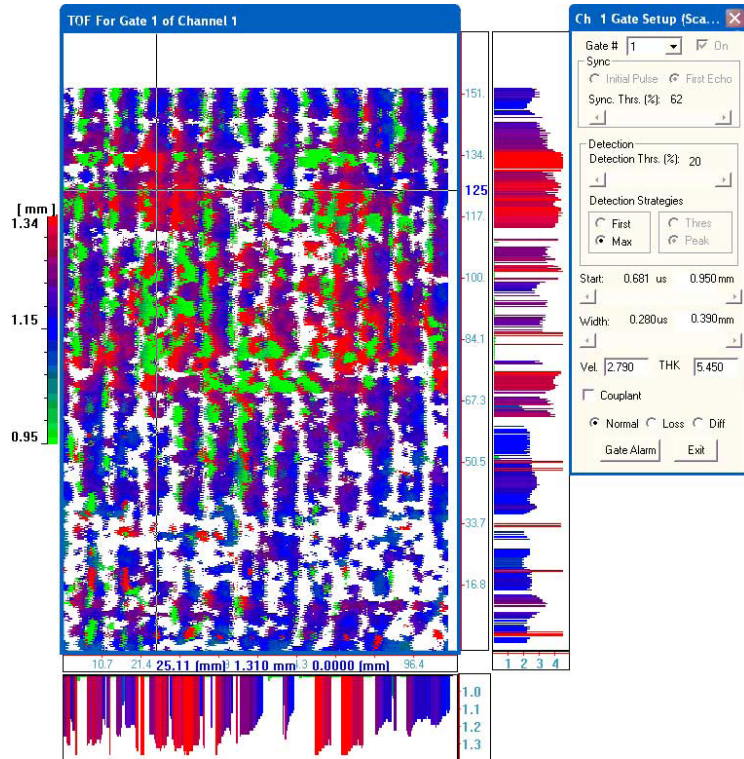 TOF For Gate 1 of Channel 1
[ mm ]
1.34
1.15
0.95
151.
134.
125
117.
100.
84.1
67.3
50.5
33.7
16.8
10.7 21.4 25.11 (mm) 1.310 mm 0.0000 (mm) 96.4
1 2 3 4
1.0
1.1
1.2
1.3
Ch 1 Gate Setup (Sca...
Gate # 1 On
Sync
Initial Pulse First Echo
Sync. Thrs. (%) 62
Detection
Detection Thrs. (%): 20
Detection Strategies
First Thres
Max Peak
Start: 0.681 us 0.950 mm
Width: 0.280 us 0.390 mm
Vel. 2.790 THK 5.450
Couplant
Normal Loss Diff
Gate Alarm Exit